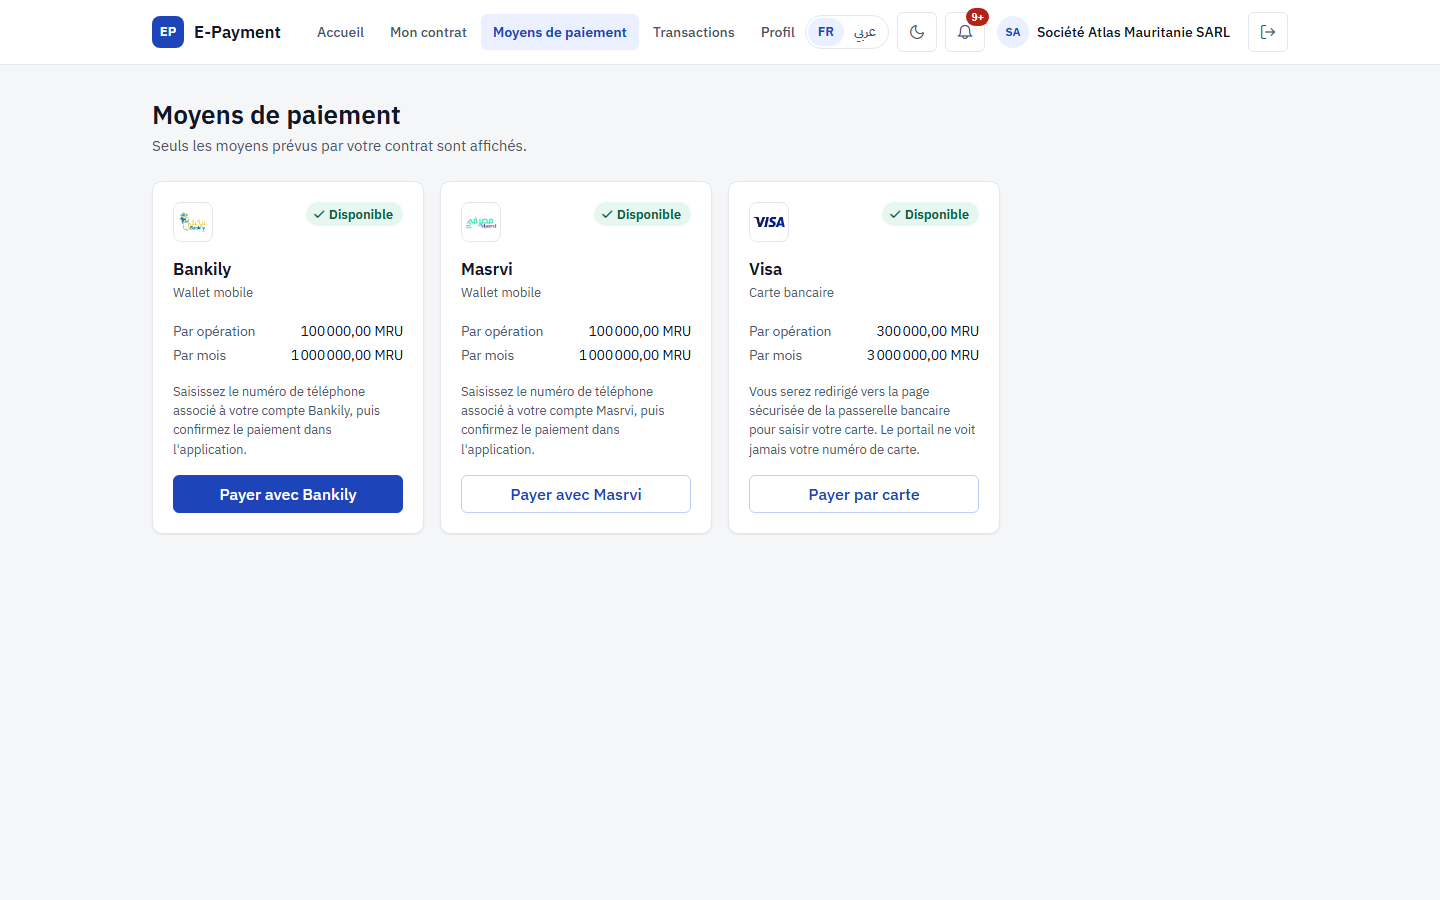 EP E-Payment Accueil Mon contrat Moyens de paiement Transactions Profil FR عربي 9+ SA Société Atlas Mauritanie SARL
Moyens de paiement
Seuls les moyens prévus par votre contrat sont affichés.
Bankily
Disponible
Bankily
Wallet mobile
Par opération 100 000,00 MRU
Par mois 1 000 000,00 MRU
Saisissez le numéro de téléphone
associé à votre compte Bankily, puis
confirmez le paiement dans
l'application.
Payer avec Bankily
مصرفي
Masrvi
Disponible
Masrvi
Wallet mobile
Par opération 100 000,00 MRU
Par mois 1 000 000,00 MRU
Saisissez le numéro de téléphone
associé à votre compte Masrvi, puis
confirmez le paiement dans
l'application.
Payer avec Masrvi
VISA
Disponible
Visa
Carte bancaire
Par opération 300 000,00 MRU
Par mois 3 000 000,00 MRU
Vous serez redirigé vers la page
sécurisée de la passerelle bancaire
pour saisir votre carte. Le portail ne voit
jamais votre numéro de carte.
Payer par carte